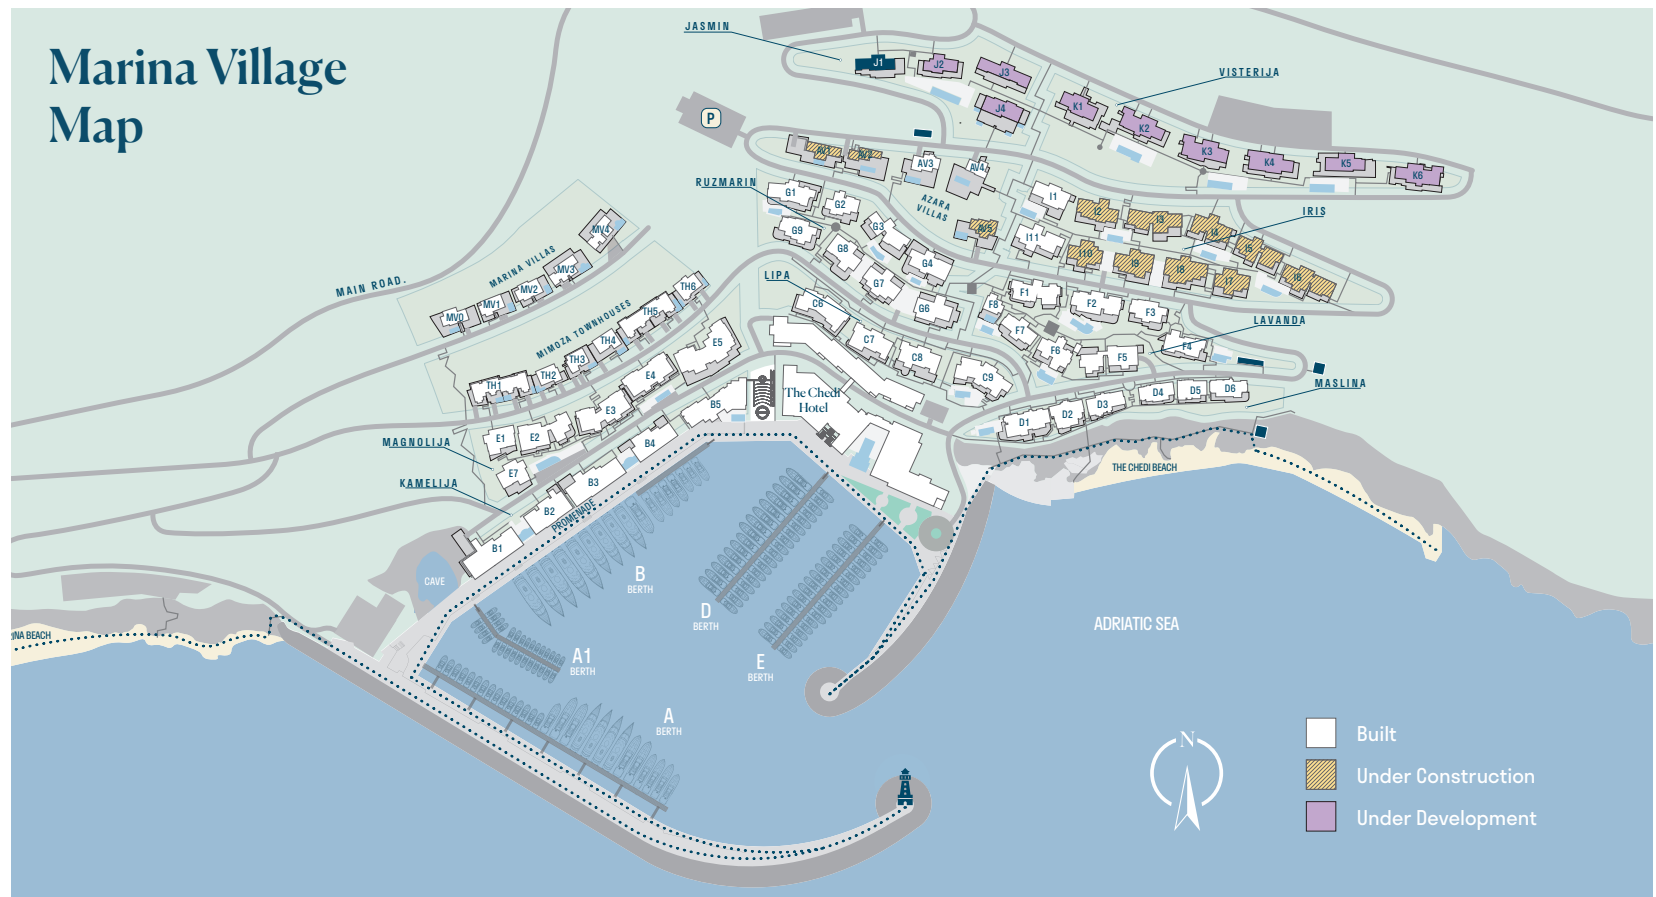 Marina Village
Map
JASMIN
J1
J2
J3
J4
VISTERIJA
K1
K2
K3
K4
K5
K6
P
AV1
AV2
AV3
AV4
AZARA
VILLAS
AV5
RUZMARIN
G1
G2
G3
G4
G9
G8
G7
G6
I1
I2
I3
I4
I5
I6
I11
I10
I9
I8
I7
IRIS
MV4
MV3
MV2
MV1
MV0
MARINA VILLAS
MAIN ROAD.
TH6
TH5
TH4
TH3
TH2
TH1
MIMOZA TOWNHOUSES
LIPA
C6
C7
C8
C9
F1
F2
F3
F4
F5
F6
F7
F8
LAVANDA
MASLINA
D1
D2
D3
D4
D5
D6
E5
E4
E3
E2
E1
E7
MAGNOLIJA
KAMELIJA
B5
B4
B3
B2
B1
PROMENADE
The Chedi
Hotel
THE CHEDI BEACH
CAVE
NA BEACH
B
BERTH
D
BERTH
E
BERTH
A1
BERTH
A
BERTH
ADRIATIC SEA
N
Built
Under Construction
Under Development